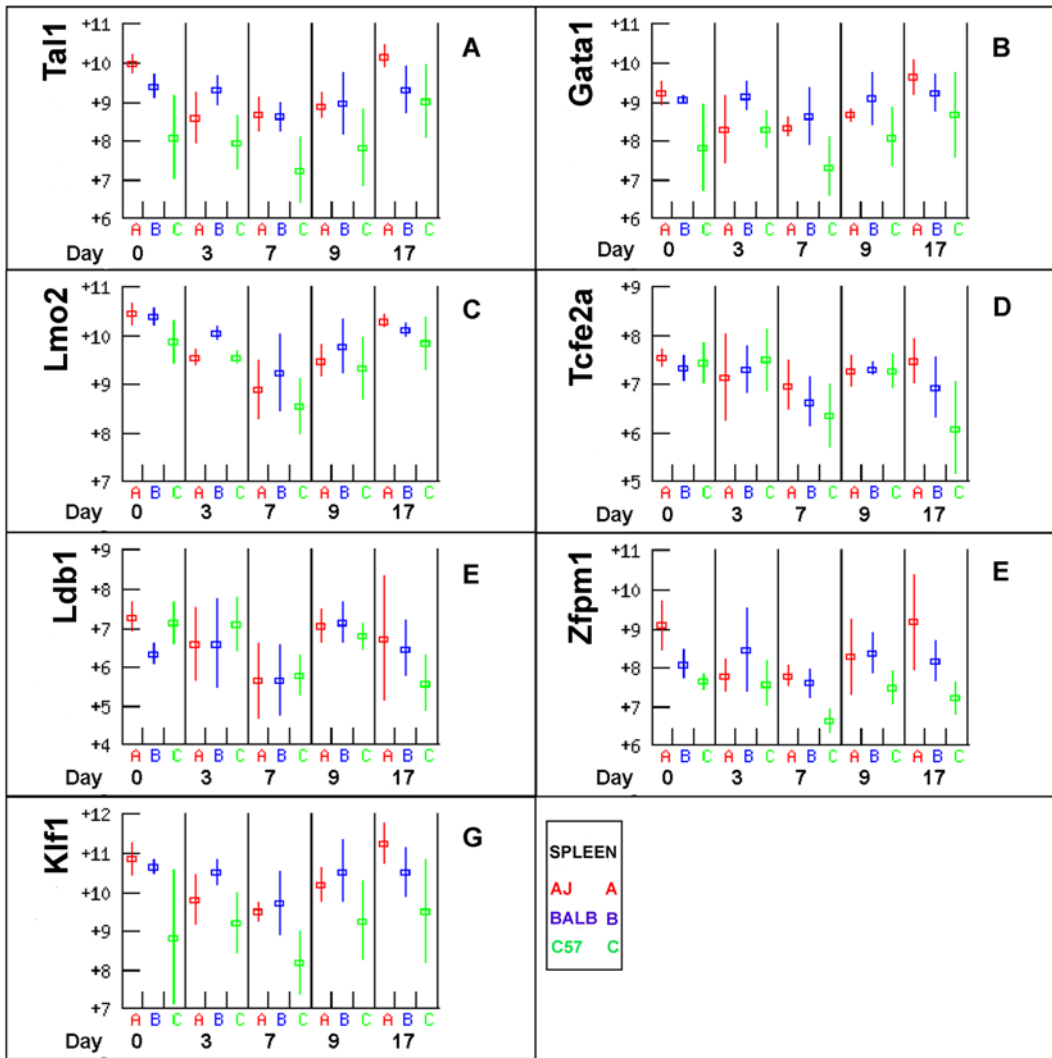 Tal1
A
+11
+10
+9
+8
+7
+6
A B C A B C A B C A B C A B C
Day 0 3 7 9 17
Gata1
B
+11
+10
+9
+8
+7
+6
A B C A B C A B C A B C A B C
Day 0 3 7 9 17
Lmo2
C
+11
+10
+9
+8
+7
A B C A B C A B C A B C A B C
Day 0 3 7 9 17
Tcfe2a
D
+9
+8
+7
+6
+5
A B C A B C A B C A B C A B C
Day 0 3 7 9 17
Ldb1
E
+9
+8
+7
+6
+5
+4
A B C A B C A B C A B C A B C
Day 0 3 7 9 17
Zfpm1
E
+11
+10
+9
+8
+7
+6
A B C A B C A B C A B C A B C
Day 0 3 7 9 17
Klf1
G
+12
+11
+10
+9
+8
+7
A B C A B C A B C A B C A B C
Day 0 3 7 9 17
SPLEEN
AJ A
BALB B
C57 C